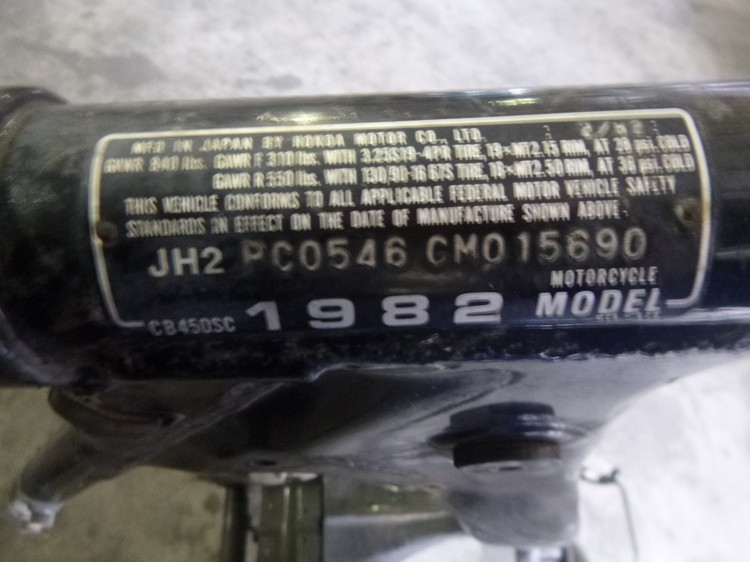 MFD IN JAPAN BY HONDA MOTOR CO., LTD. 2/82
GVWR 840 lbs. GAWR F 310 lbs. WITH 3.25S19-4PR TIRE, 19×MT2.15 RIM, AT 28 psi. COLD
GAWR R 550 lbs. WITH 130/90-16 67S TIRE, 16×MT2.50 RIM, AT 36 psi. COLD
THIS VEHICLE CONFORMS TO ALL APPLICABLE FEDERAL MOTOR VEHICLE SAFETY
STANDARDS IN EFFECT ON THE DATE OF MANUFACTURE SHOWN ABOVE.
JH2 PC0546 CM015690
MOTORCYCLE
CB450SC 1982 MODEL